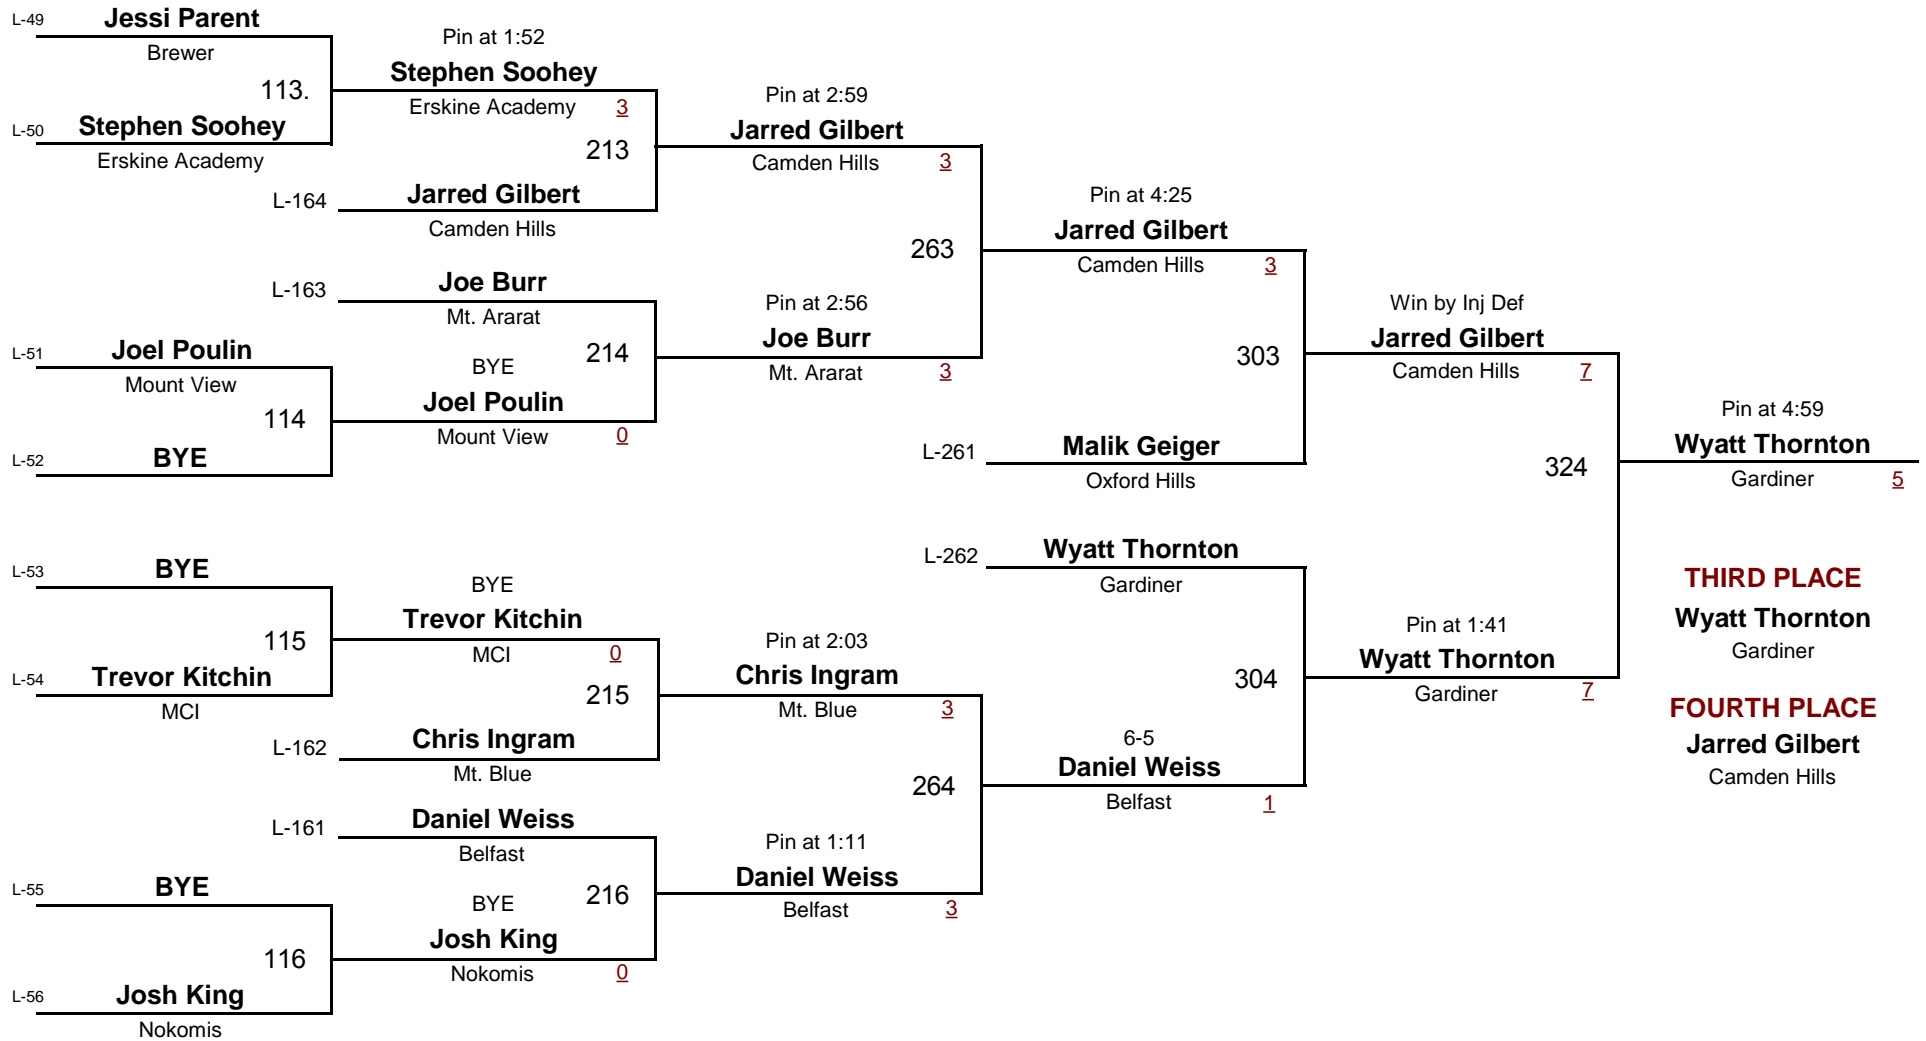 L-49
Jessi Parent
Brewer
113.
L-50
Stephen Soohey
Erskine Academy
Pin at 1:52
Stephen Soohey
Erskine Academy 3
213
L-164
Jarred Gilbert
Camden Hills
Pin at 2:59
Jarred Gilbert
Camden Hills 3
L-163
Joe Burr
Mt. Ararat
L-51
Joel Poulin
Mount View
114
L-52
BYE
BYE
Joel Poulin
Mount View 0
214
Pin at 2:56
Joe Burr
Mt. Ararat 3
263
Pin at 4:25
Jarred Gilbert
Camden Hills 3
303
L-261
Malik Geiger
Oxford Hills
Win by Inj Def
Jarred Gilbert
Camden Hills 7
324
Pin at 4:59
Wyatt Thornton
Gardiner 5
L-53
BYE
115
L-54
Trevor Kitchin
MCI
BYE
Trevor Kitchin
MCI 0
215
L-162
Chris Ingram
Mt. Blue
Pin at 2:03
Chris Ingram
Mt. Blue 3
L-161
Daniel Weiss
Belfast
L-55
BYE
116
L-56
Josh King
Nokomis
BYE
Josh King
Nokomis 0
216
Pin at 1:11
Daniel Weiss
Belfast 3
264
L-262
Wyatt Thornton
Gardiner
6-5
Daniel Weiss
Belfast 1
304
Pin at 1:41
Wyatt Thornton
Gardiner 7
THIRD PLACE
Wyatt Thornton
Gardiner
FOURTH PLACE
Jarred Gilbert
Camden Hills